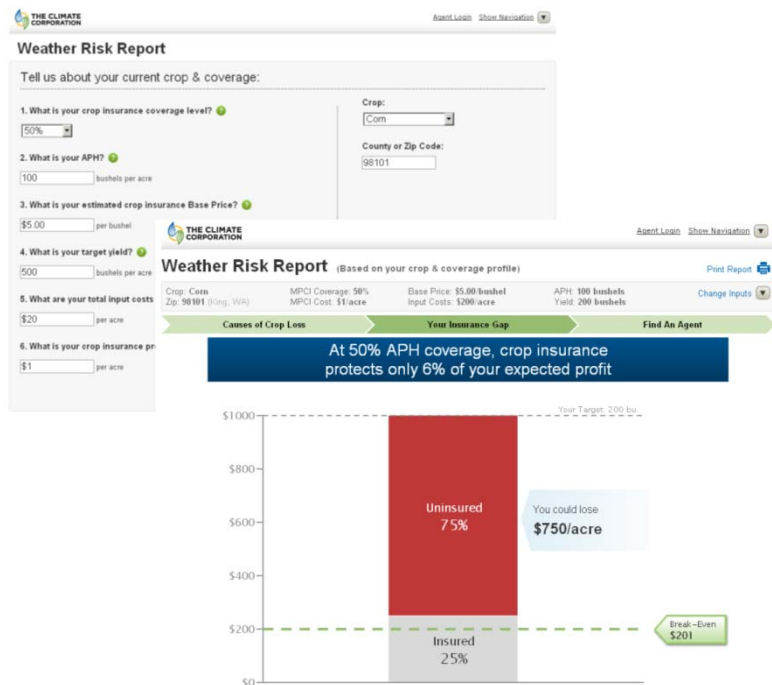 THE CLIMATE
CORPORATION
Agent Login Show Navigation
Weather Risk Report
Tell us about your current crop & coverage:
1. What is your crop insurance coverage level?
50%
2. What is your APH?
100 bushels per acre
3. What is your estimated crop insurance Base Price?
$5.00 per bushel
4. What is your target yield?
500 bushels per acre
5. What are your total input costs
$20 per acre
6. What is your crop insurance pr
$1 per acre
Crop:
Corn
County or Zip Code:
98101
THE CLIMATE
CORPORATION
Agent Login Show Navigation
Weather Risk Report (Based on your crop & coverage profile)
Print Report
Crop: Corn MPCI Coverage: 50% Base Price: $5.00/bushel APH: 100 bushels
Change Inputs
Zip: 98101 (King, WA) MPCI Cost: $1/acre Input Costs: $200/acre Yield: 200 bushels
Causes of Crop Loss Your Insurance Gap Find An Agent
At 50% APH coverage, crop insurance
protects only 6% of your expected profit
Your Target: 200 bu.
$1000
$800
$600
$400
$200
$0
Uninsured
75%
You could lose
$750/acre
Break-Even
$201
Insured
25%